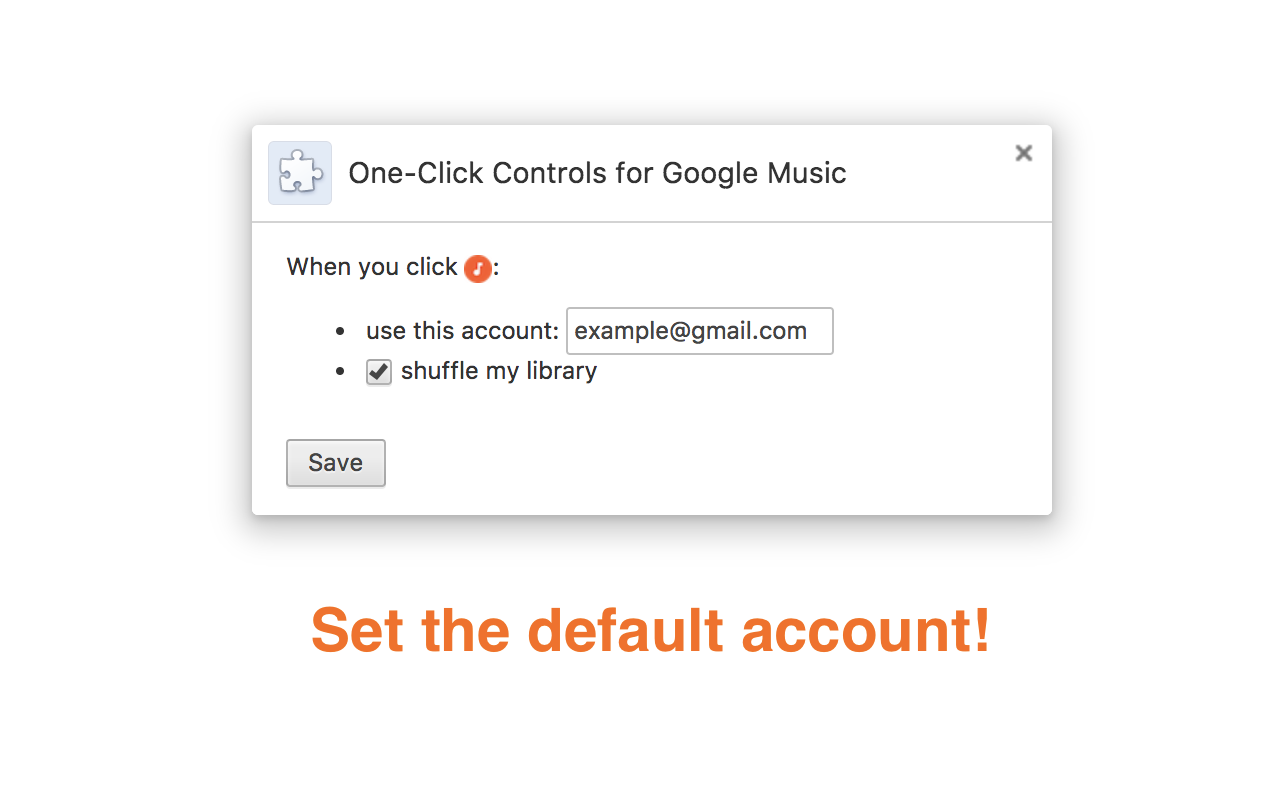 One-Click Controls for Google Music
When you click :
use this account: example@gmail.com
shuffle my library
Save
Set the default account!